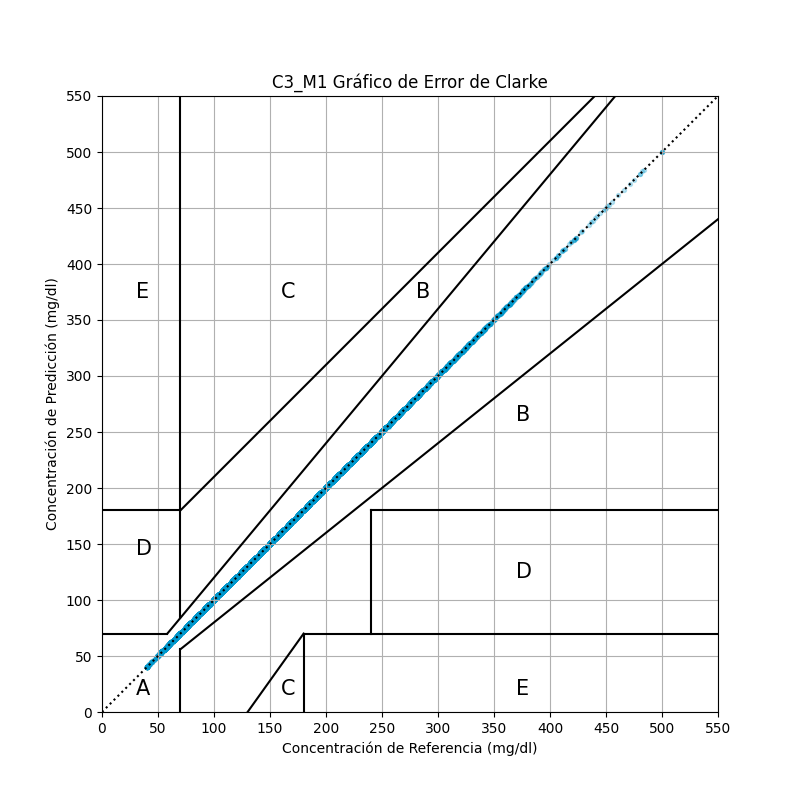 C3_M1 Gráfico de Error de Clarke
Concentración de Predicción (mg/dl)
550
500
450
400
350
300
250
200
150
100
50
0
E
C
B
B
D
D
A
C
E
0 50 100 150 200 250 300 350 400 450 500 550
Concentración de Referencia (mg/dl)